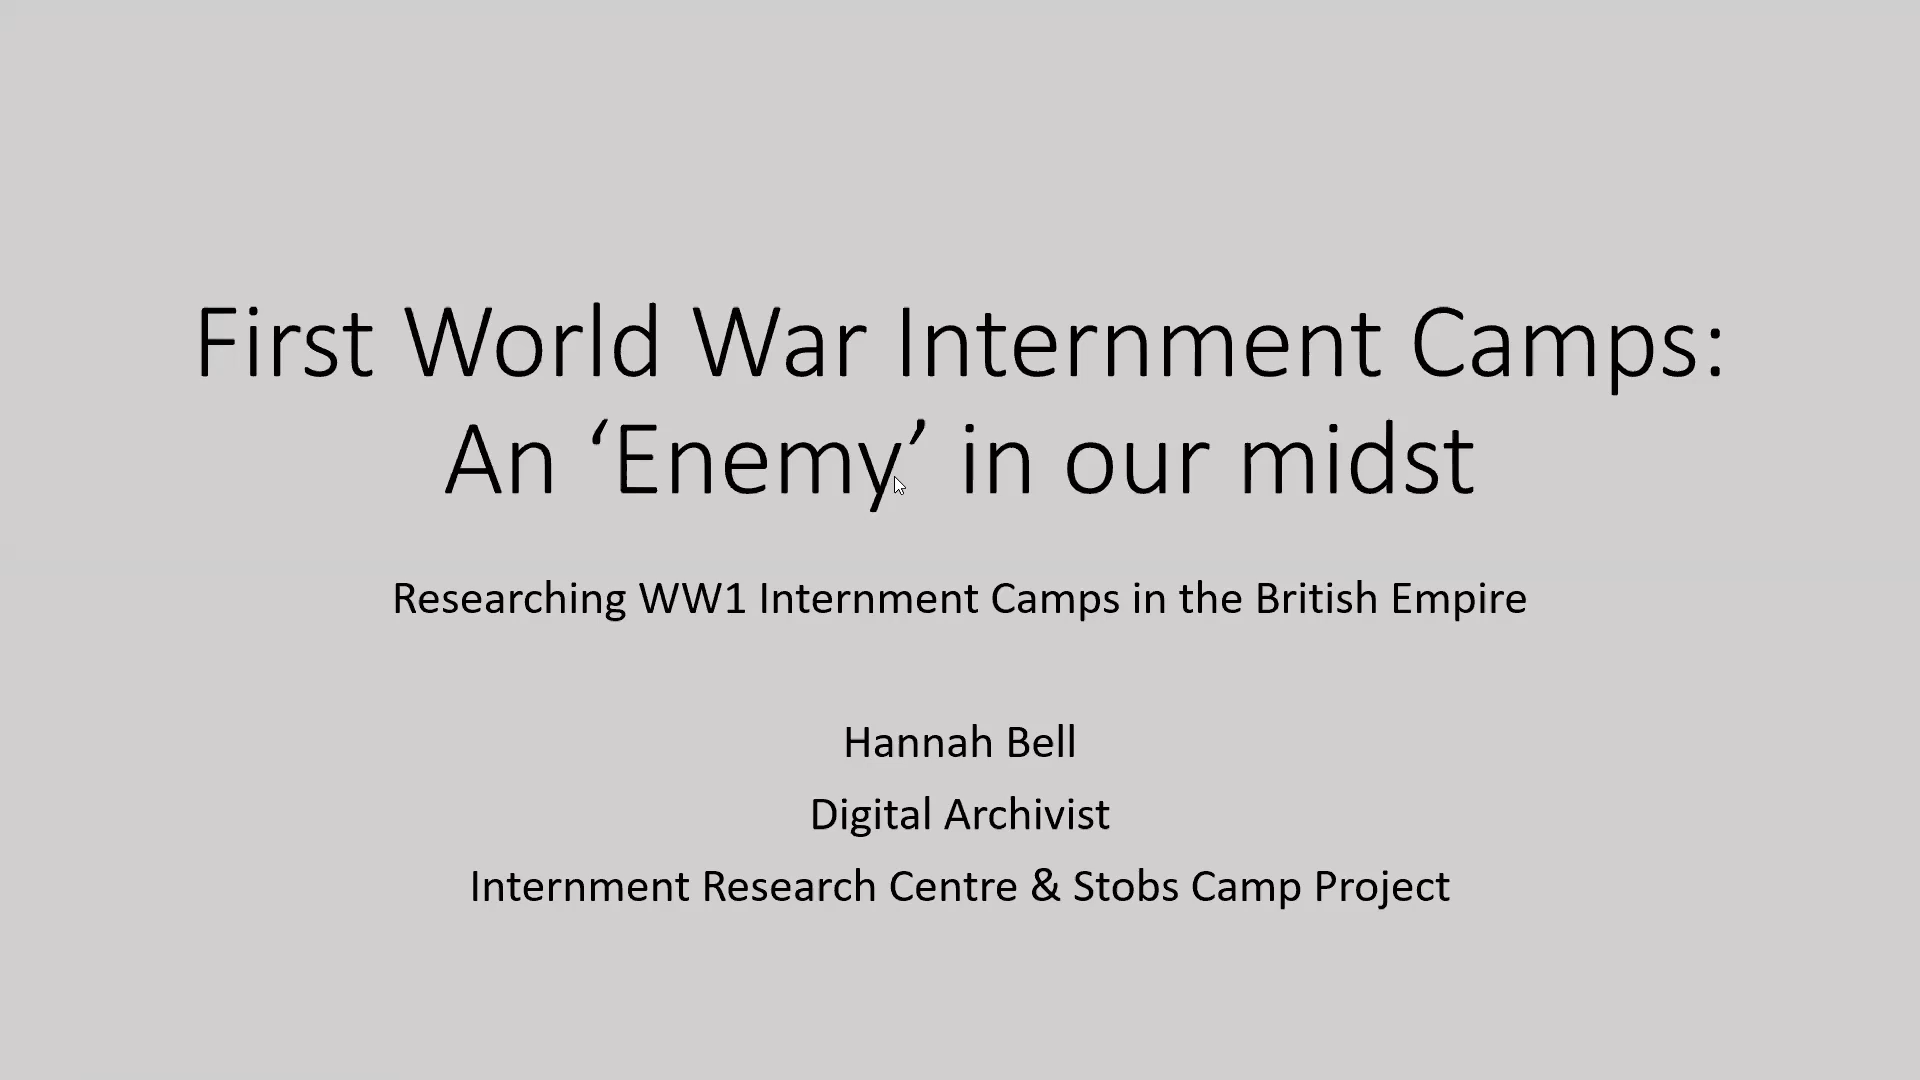 First World War Internment Camps:
An ‘Enemy’ in our midst
Researching WW1 Internment Camps in the British Empire
Hannah Bell
Digital Archivist
Internment Research Centre & Stobs Camp Project